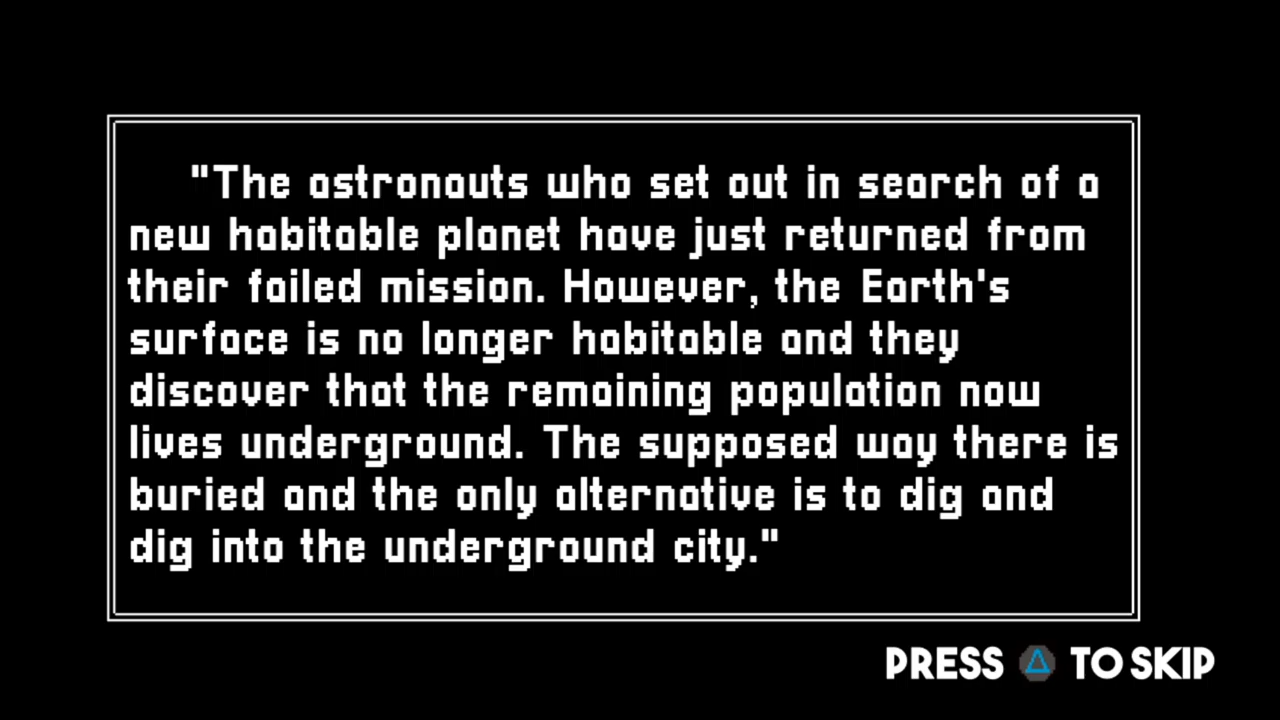 "The astronauts who set out in search of a
new habitable planet have just returned from
their failed mission. However, the Earth's
surface is no longer habitable and they
discover that the remaining population now
lives underground. The supposed way there is
buried and the only alternative is to dig and
dig into the underground city."
PRESS △ TO SKIP